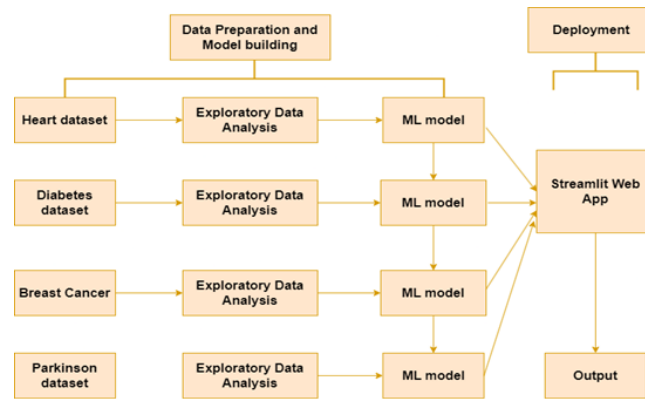 Data Preparation and
Model building
Deployment
Heart dataset
Exploratory Data
Analysis
ML model
Diabetes
dataset
Exploratory Data
Analysis
ML model
Streamlit Web
App
Breast Cancer
Exploratory Data
Analysis
ML model
Parkinson
dataset
Exploratory Data
Analysis
ML model
Output